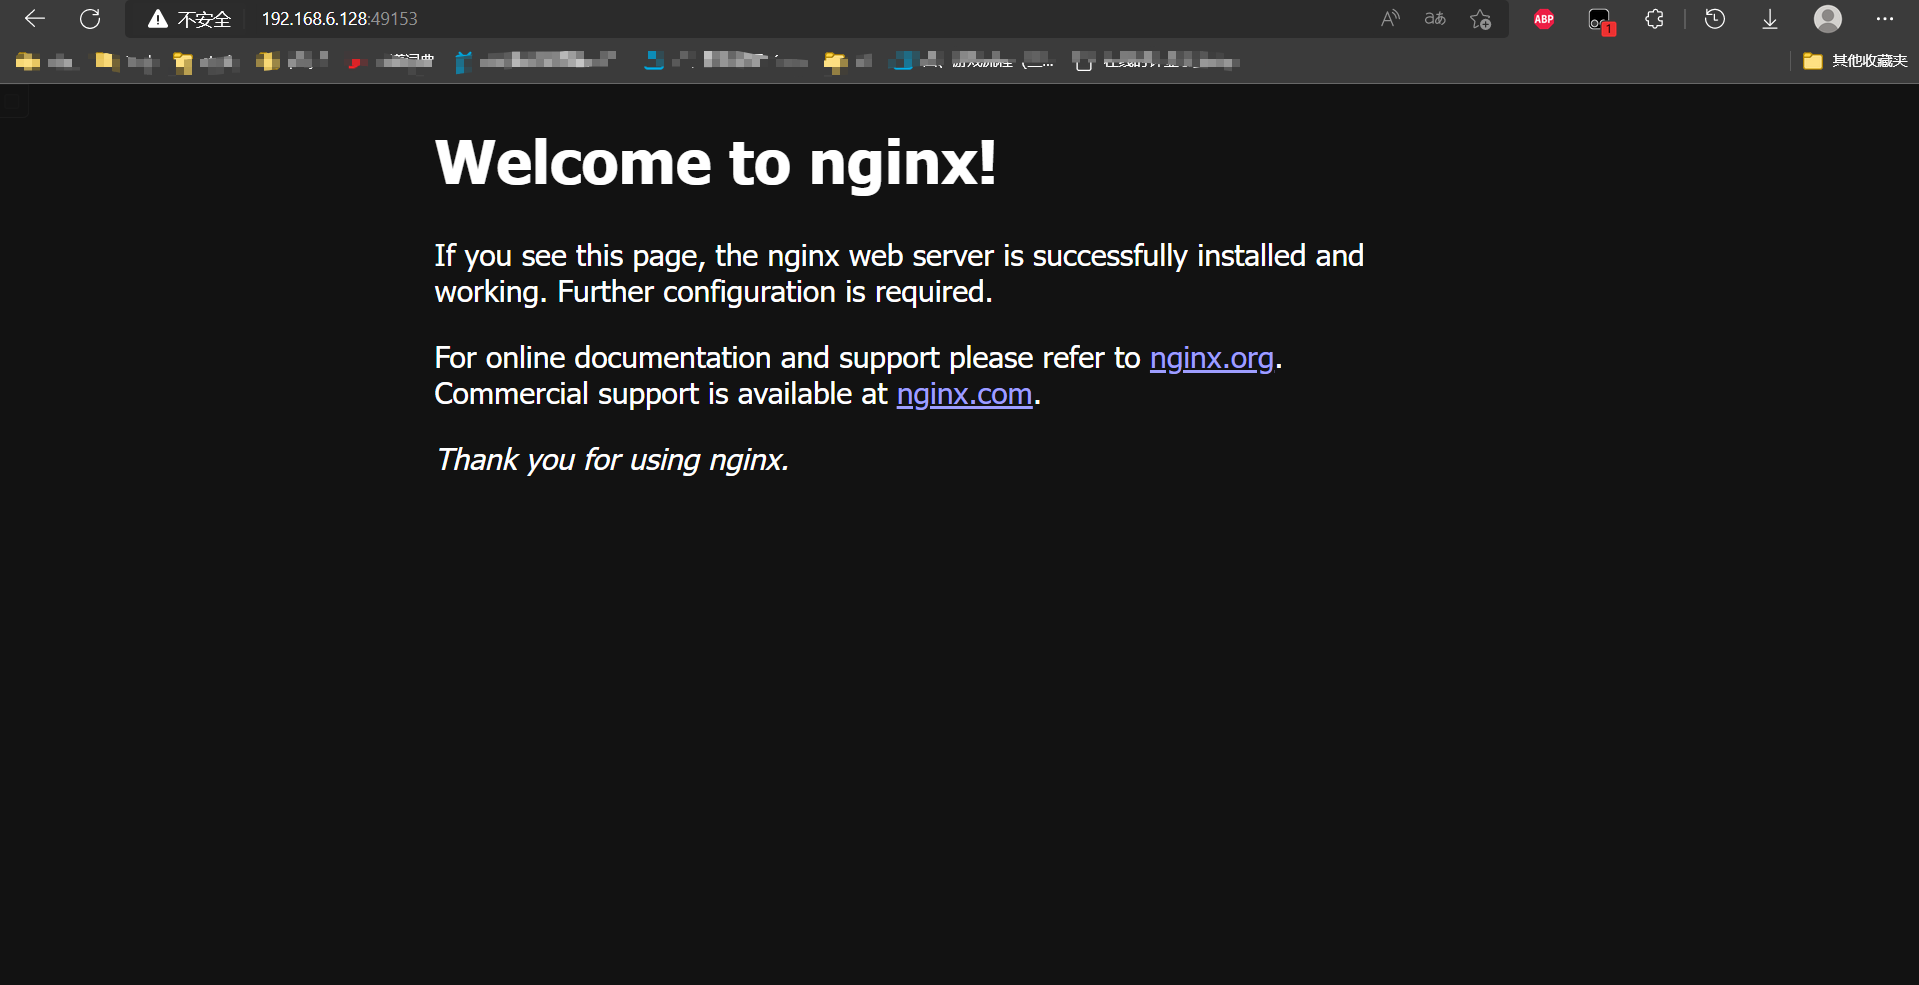 不安全 192.168.6.128:49153
ABP
1
其他收藏夹
Welcome to nginx!
If you see this page, the nginx web server is successfully installed and
working. Further configuration is required.
For online documentation and support please refer to nginx.org.
Commercial support is available at nginx.com.
Thank you for using nginx.